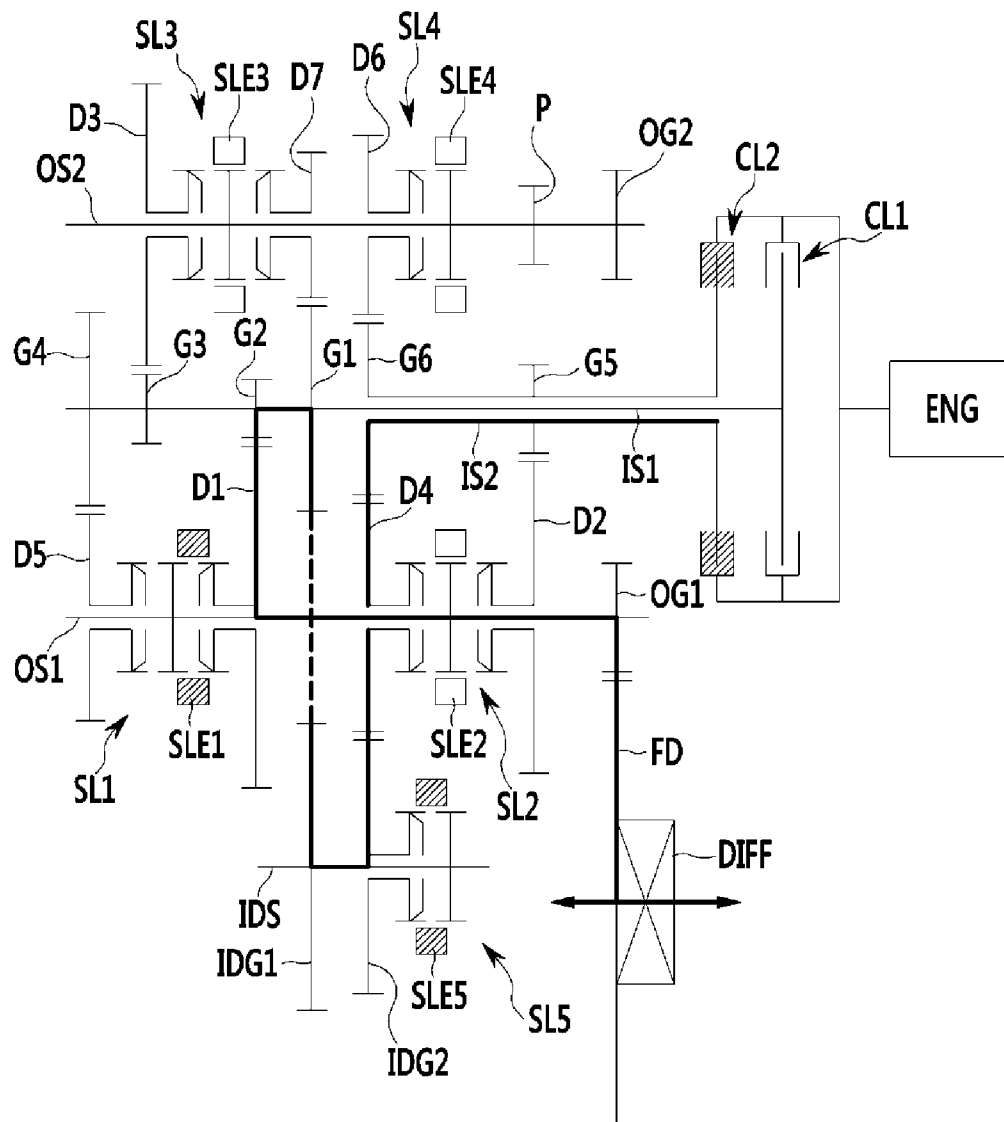 SL3
SL4
D6
SLE3
D7
SLE4
D3
P
OG2
OS2
CL2
CL1
G2
G4
G3
G1
G6
G5
ENG
IS2
IS1
D1
D4
D2
D5
OG1
OS1
SLE1
SLE2
FD
SL1
SL2
DIFF
IDS
IDG1
SLE5
SL5
IDG2